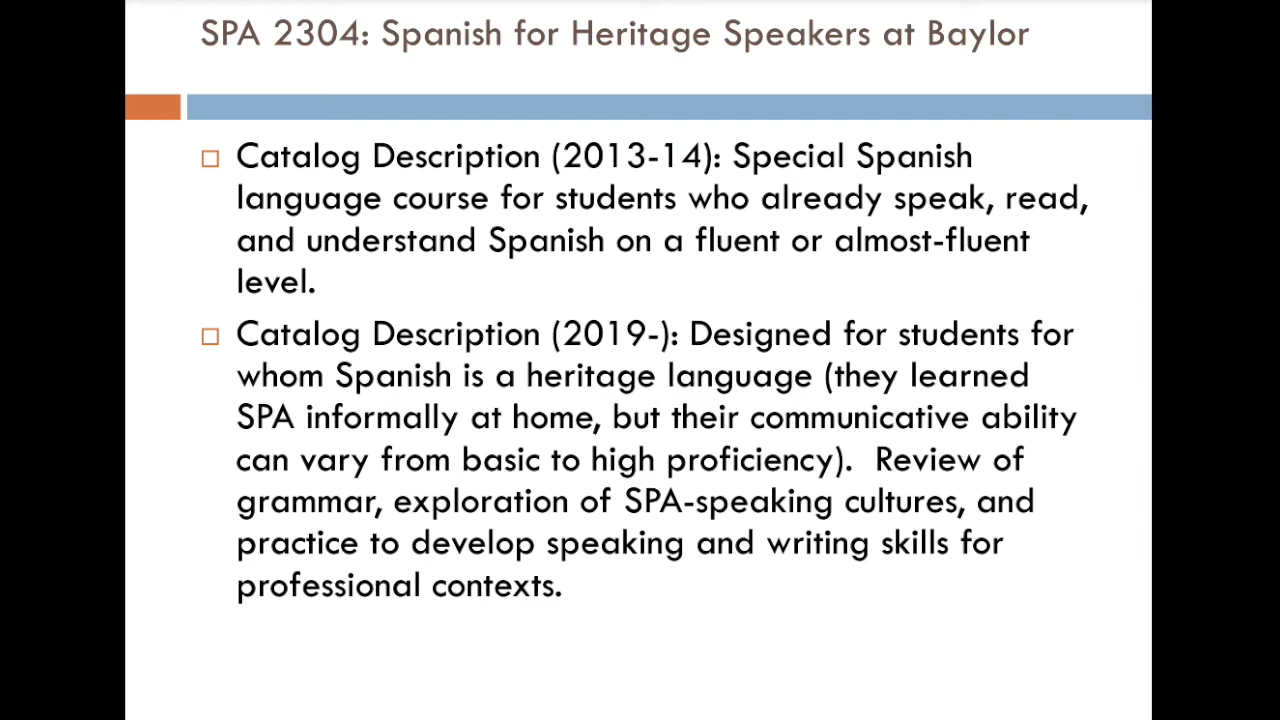 SPA 2304: Spanish for Heritage Speakers at Baylor
Catalog Description (2013-14): Special Spanish
language course for students who already speak, read,
and understand Spanish on a fluent or almost-fluent
level.
Catalog Description (2019-): Designed for students for
whom Spanish is a heritage language (they learned
SPA informally at home, but their communicative ability
can vary from basic to high proficiency).  Review of
grammar, exploration of SPA-speaking cultures, and
practice to develop speaking and writing skills for
professional contexts.